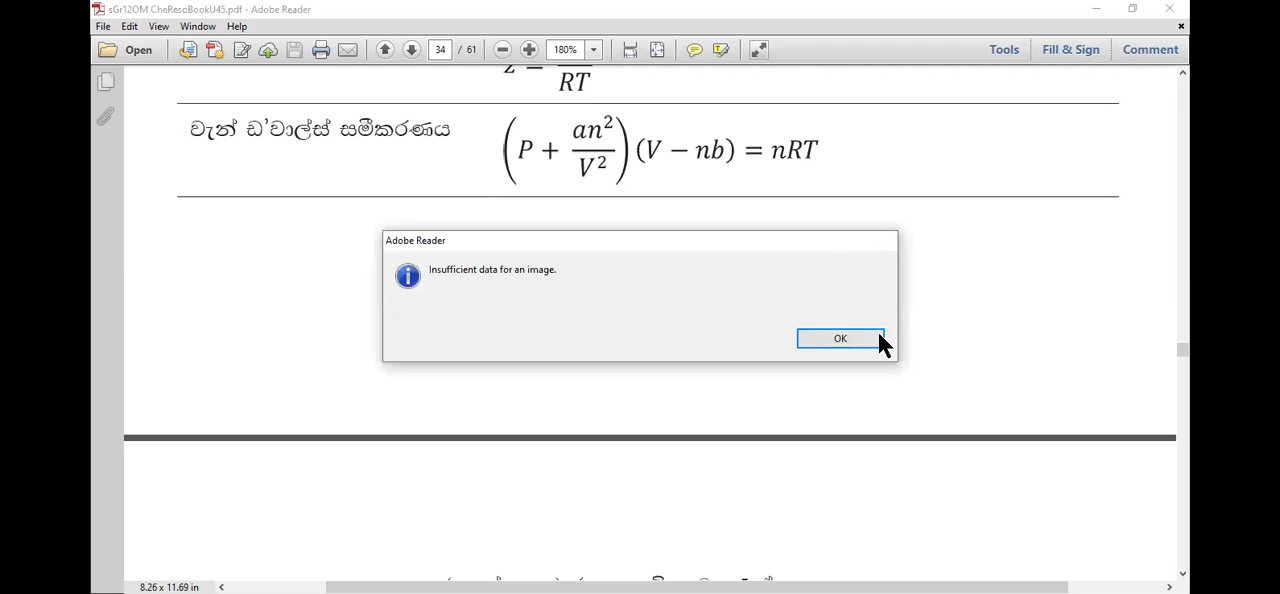 sGr12OM CheResoBookU45.pdf - Adobe Reader
File Edit View Window Help
Open 34 / 61 180% Tools Fill & Sign Comment
RT
වැන් ඩ'වාල්ස් සමීකරණය (P + an²/V²) (V − nb) = nRT
Adobe Reader
Insufficient data for an image.
OK
8.26 x 11.69 in